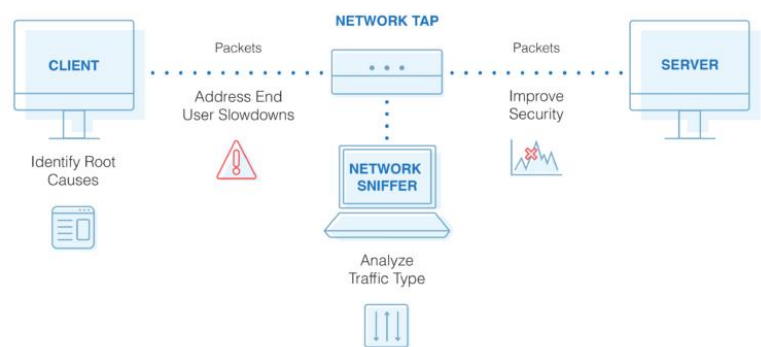 NETWORK TAP
CLIENT
Packets
Packets
SERVER
Address End
User Slowdowns
Improve
Security
Identify Root
Causes
NETWORK
SNIFFER
Analyze
Traffic Type